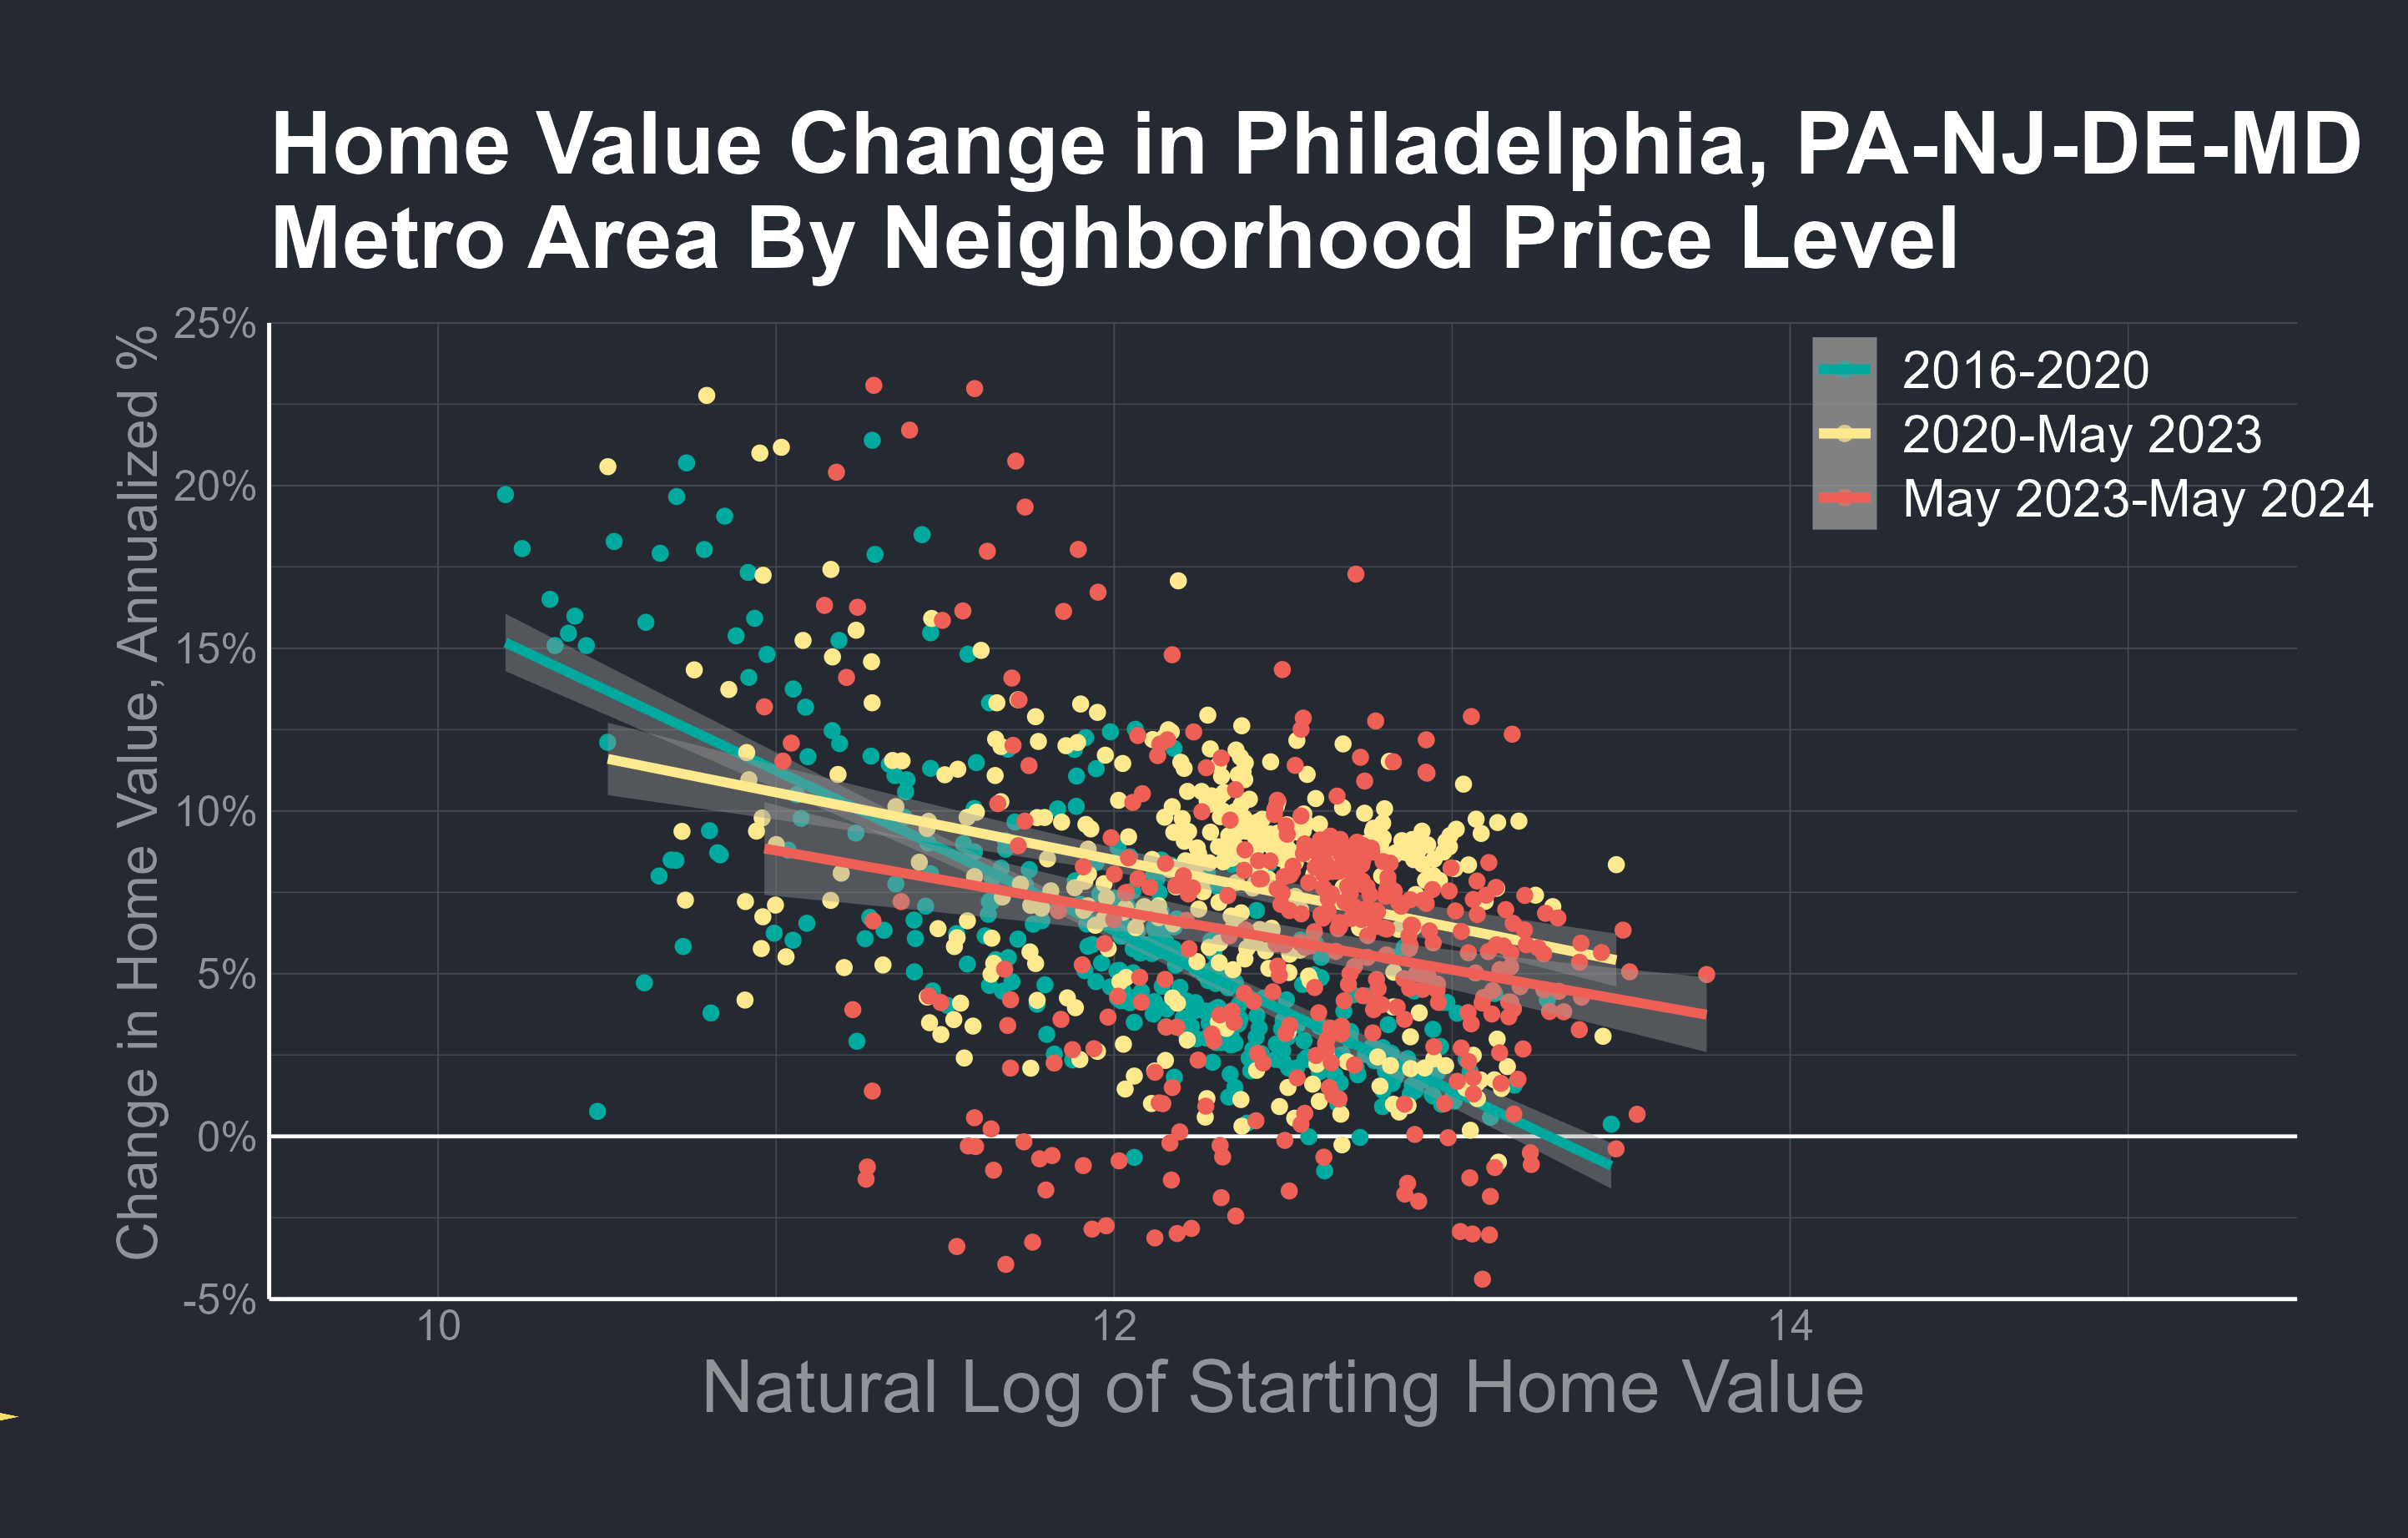 Home Value Change in Philadelphia, PA-NJ-DE-MD
Metro Area By Neighborhood Price Level
Change in Home Value, Annualized %
25%
20%
15%
10%
5%
0%
-5%
2016-2020
2020-May 2023
May 2023-May 2024
10
12
14
Natural Log of Starting Home Value